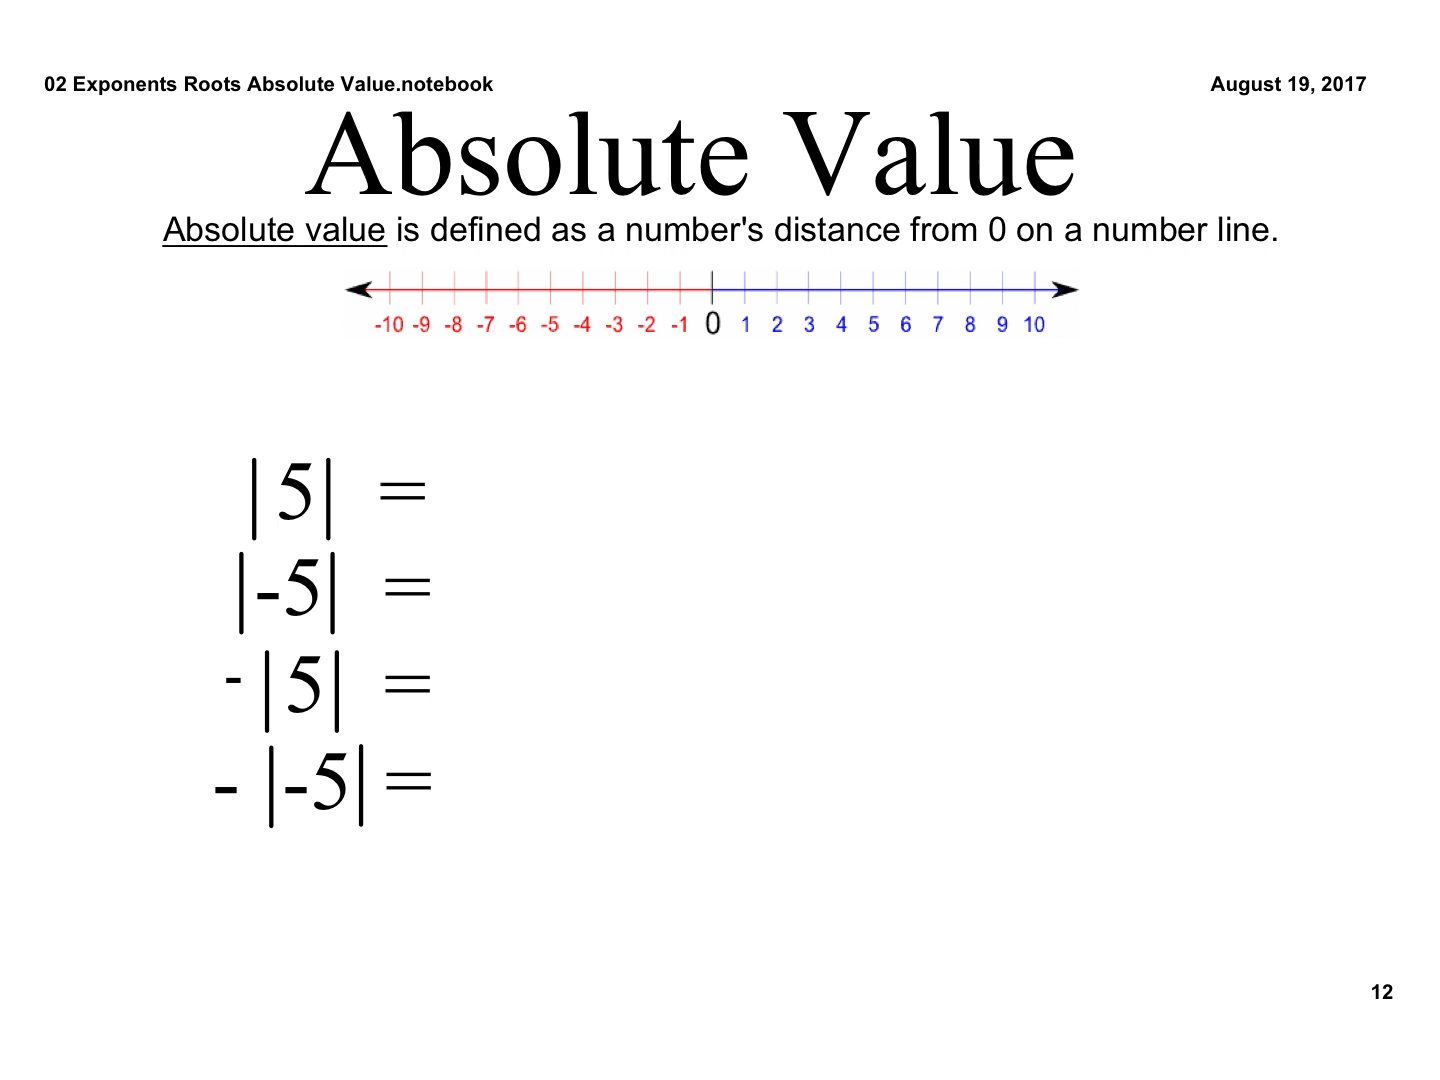 02 Exponents Roots Absolute Value.notebook
August 19, 2017
Absolute Value
Absolute value is defined as a number's distance from 0 on a number line.
-10 -9 -8 -7 -6 -5 -4 -3 -2 -1 0 1 2 3 4 5 6 7 8 9 10
|5| =
|-5| =
-|5| =
- |-5| =
12